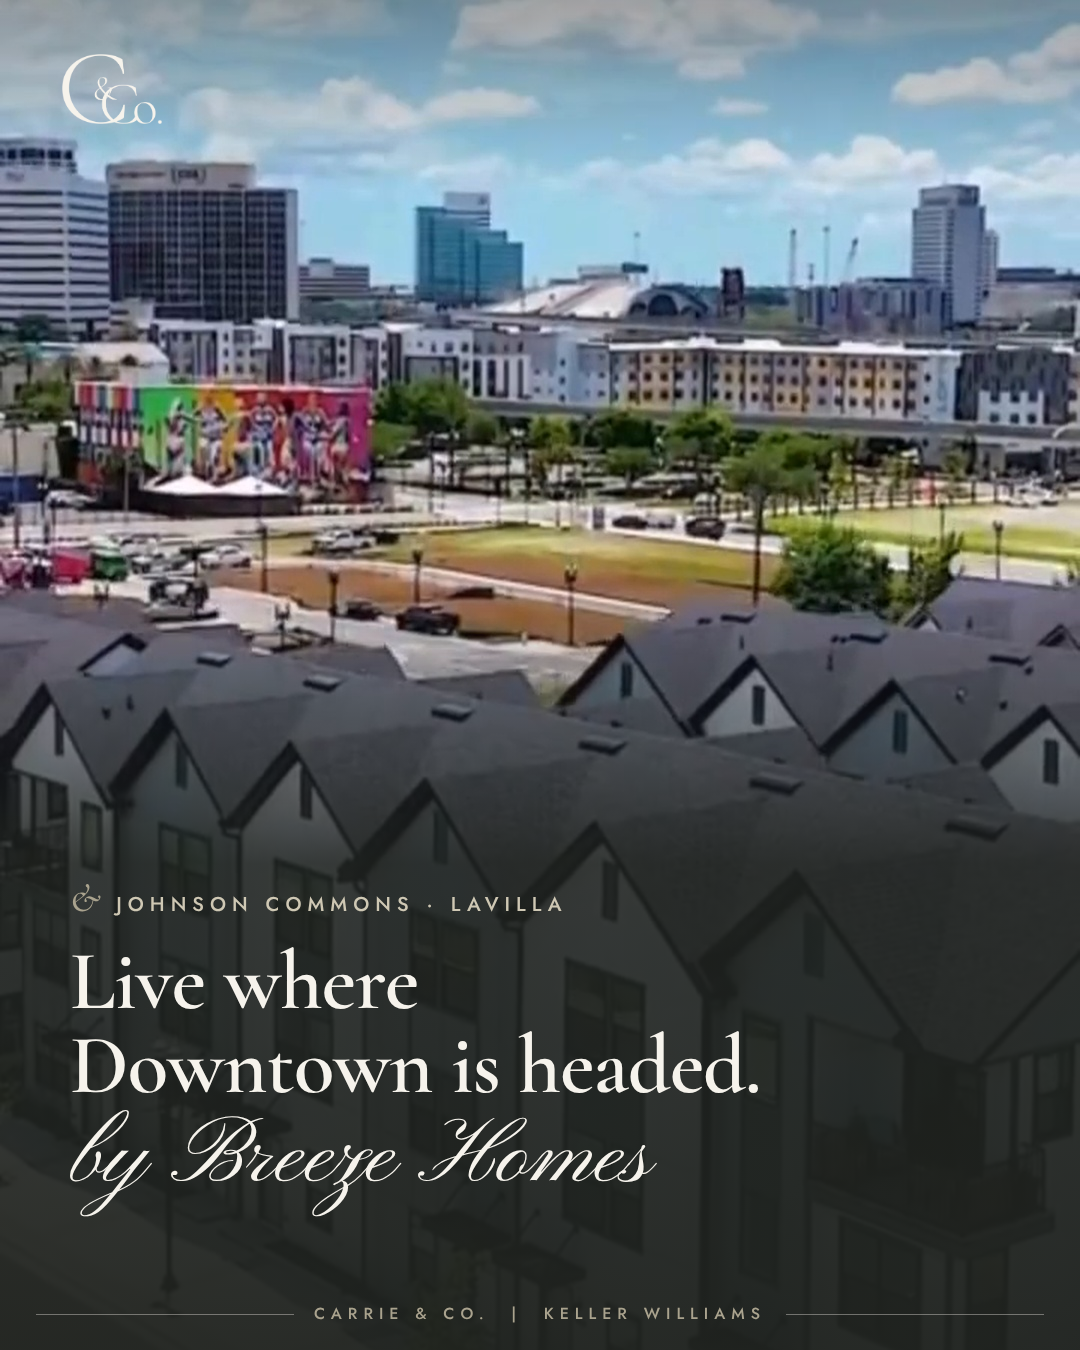 C&Co.
& JOHNSON COMMONS · LAVILLA
Live where
Downtown is headed.
by Breeze Homes
CARRIE & CO. | KELLER WILLIAMS